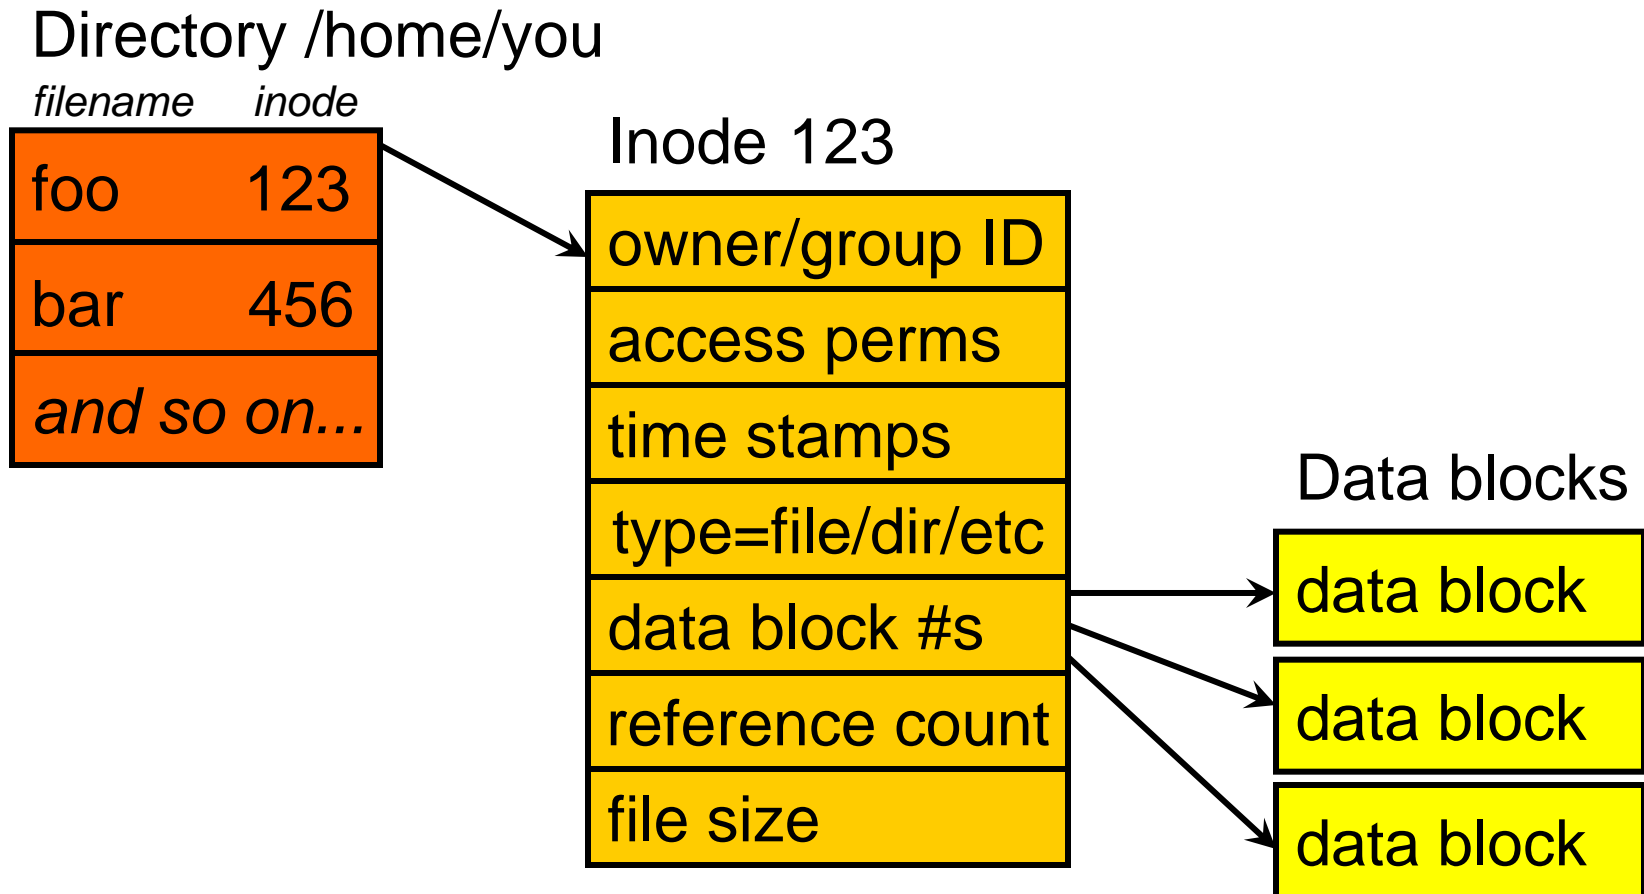 Directory /home/you
filename inode
foo 123
bar 456
and so on...
Inode 123
owner/group ID
access perms
time stamps
type=file/dir/etc
data block #s
reference count
file size
Data blocks
data block
data block
data block